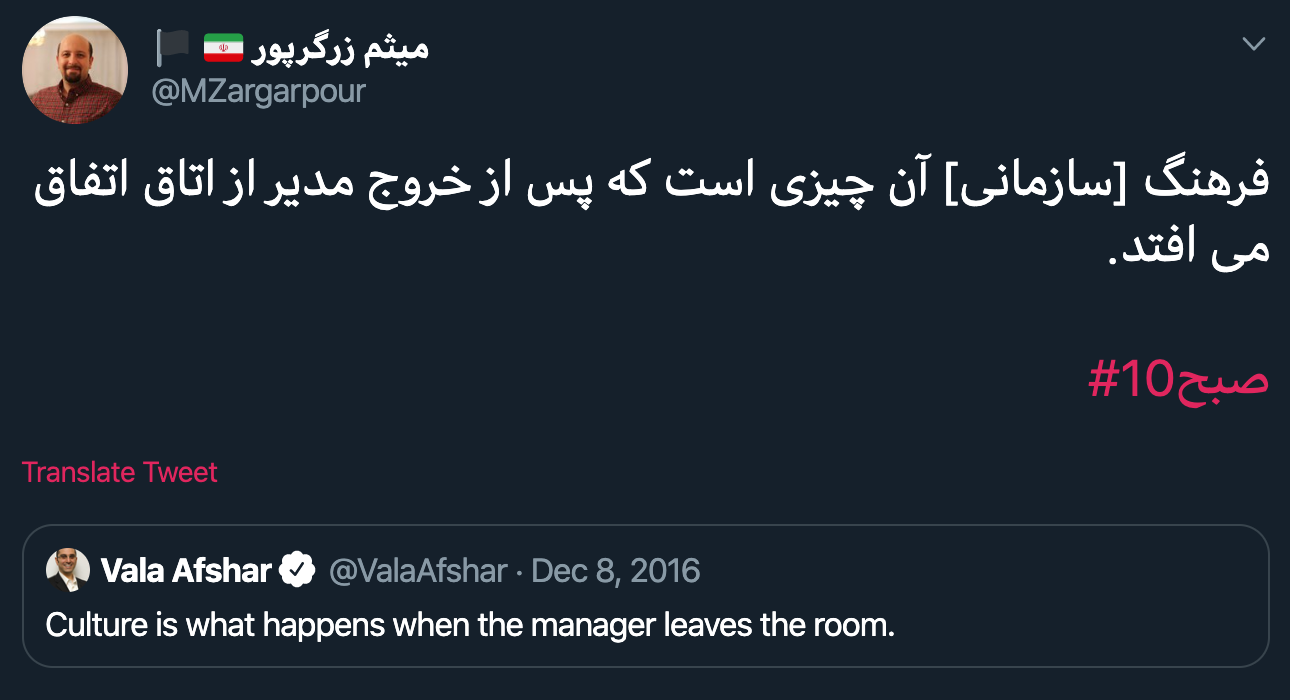 میثم زرگرپور 🇮🇷 🏴
@MZargarpour
فرهنگ [سازمانی] آن چیزی است که پس از خروج مدیر از اتاق اتفاق
می افتد.
#صبح10
Translate Tweet
Vala Afshar @ValaAfshar · Dec 8, 2016
Culture is what happens when the manager leaves the room.